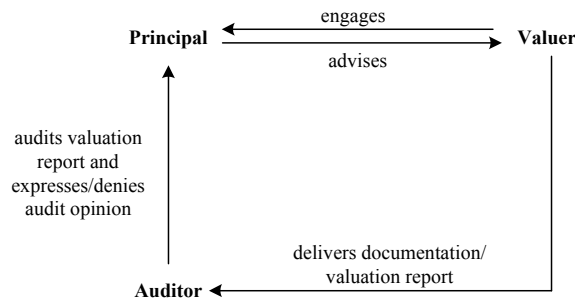 engages
Principal
Valuer
advises
audits valuation
report and
expresses/denies
audit opinion
delivers documentation/
valuation report
Auditor